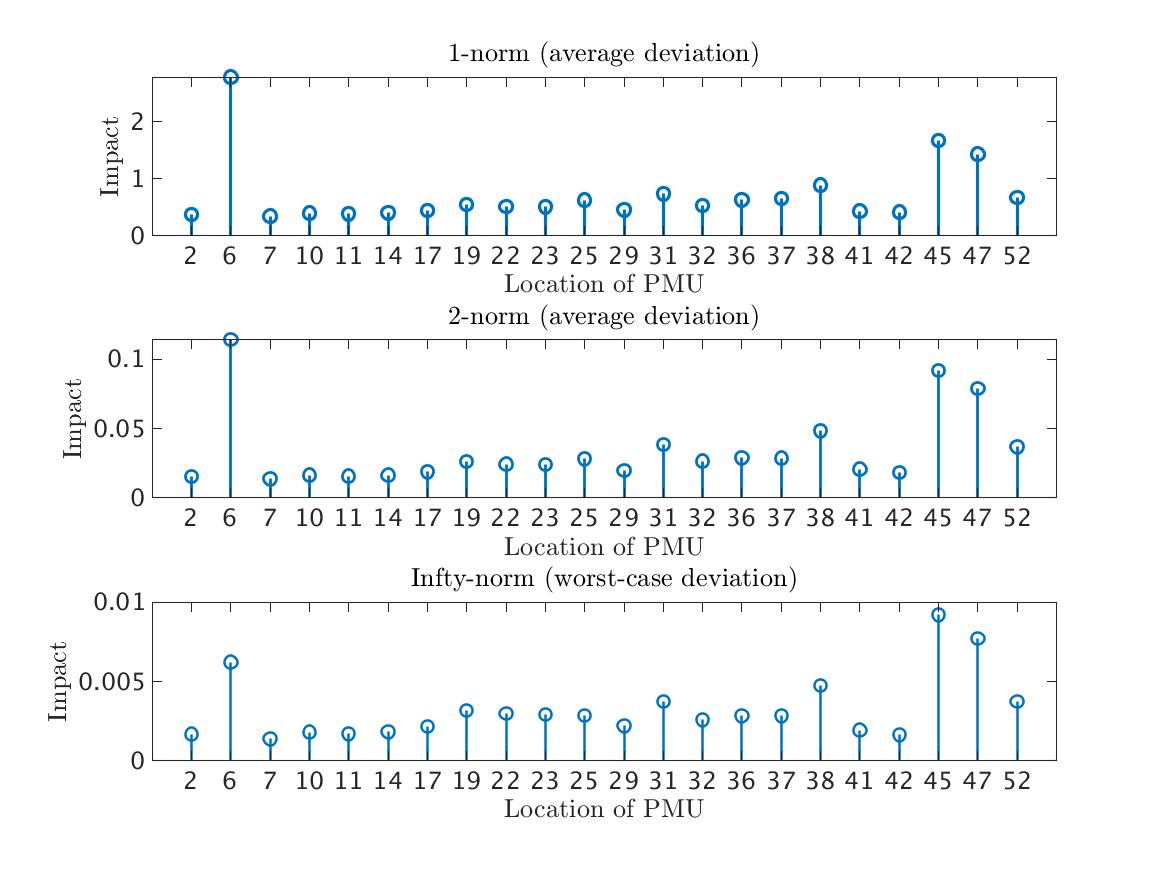 1-norm (average deviation)
2
1
0
Impact
2 6 7 10 11 14 17 19 22 23 25 29 31 32 36 37 38 41 42 45 47 52
Location of PMU
2-norm (average deviation)
0.1
0.05
0
Impact
2 6 7 10 11 14 17 19 22 23 25 29 31 32 36 37 38 41 42 45 47 52
Location of PMU
Infty-norm (worst-case deviation)
0.01
0.005
0
Impact
2 6 7 10 11 14 17 19 22 23 25 29 31 32 36 37 38 41 42 45 47 52
Location of PMU